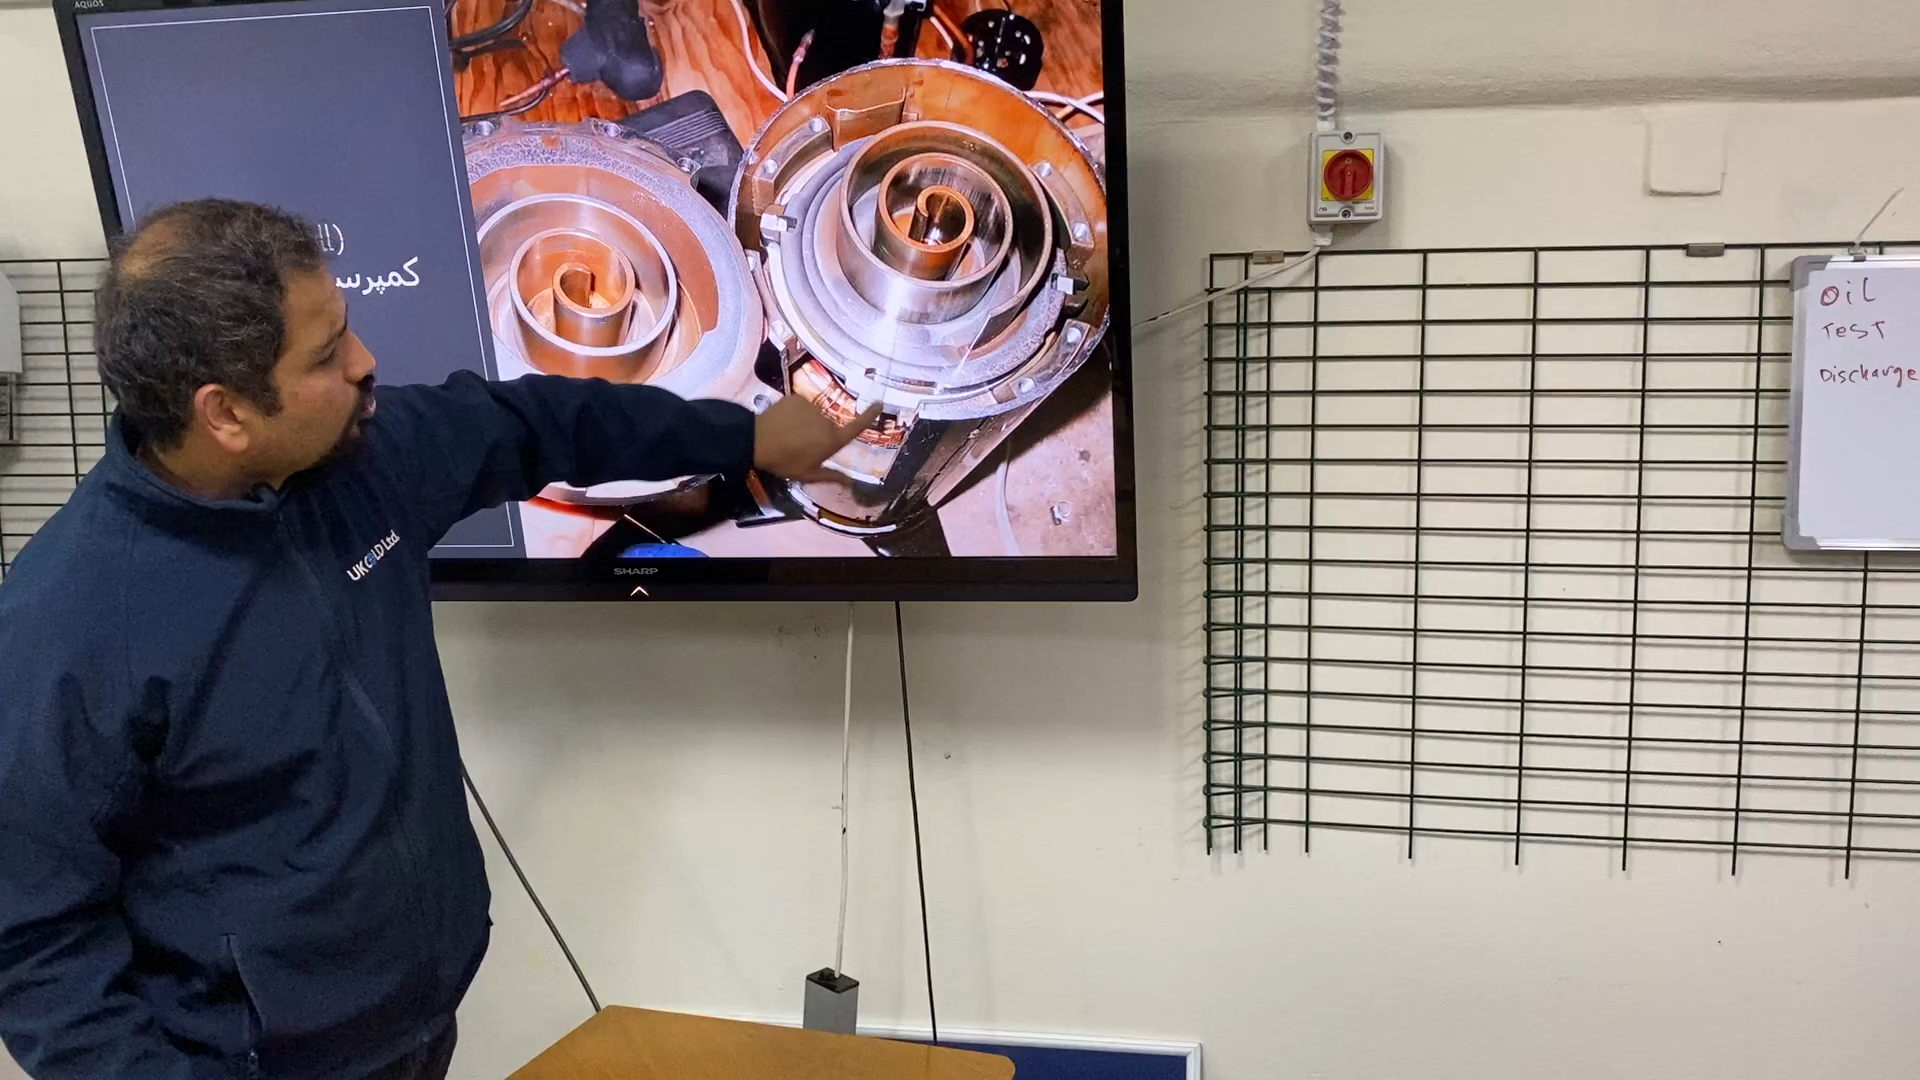 AQUOS
ll)
کمپرس
UK COLD Ltd
SHARP
Oil
Test
Discharge